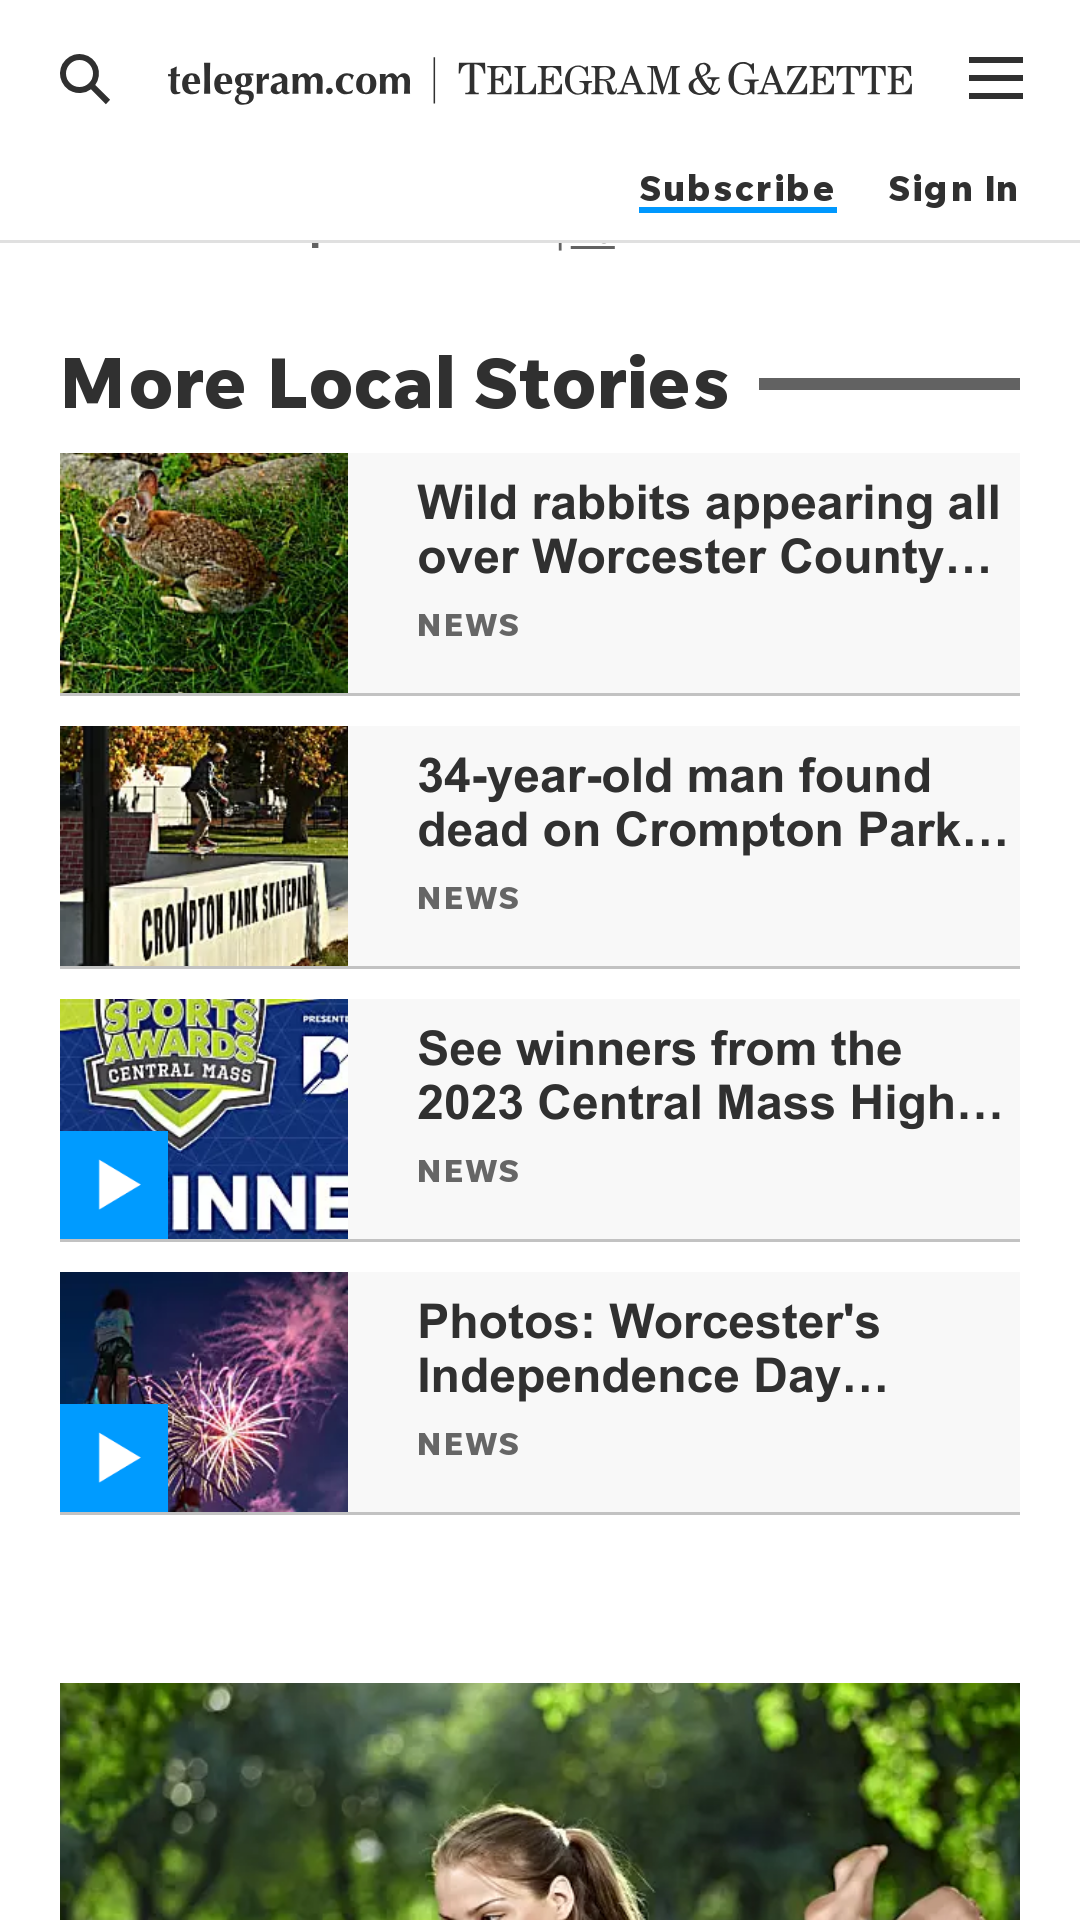 telegram.com | TELEGRAM & GAZETTE
Subscribe
Sign In
More Local Stories
Wild rabbits appearing all
over Worcester County...
NEWS
CROMPTON PARK SKATEPARK
34-year-old man found
dead on Crompton Park...
NEWS
SPORTS
AWARDS
CENTRAL MASS
PRESENTE
D
INNE
See winners from the
2023 Central Mass High...
NEWS
Photos: Worcester's
Independence Day...
NEWS